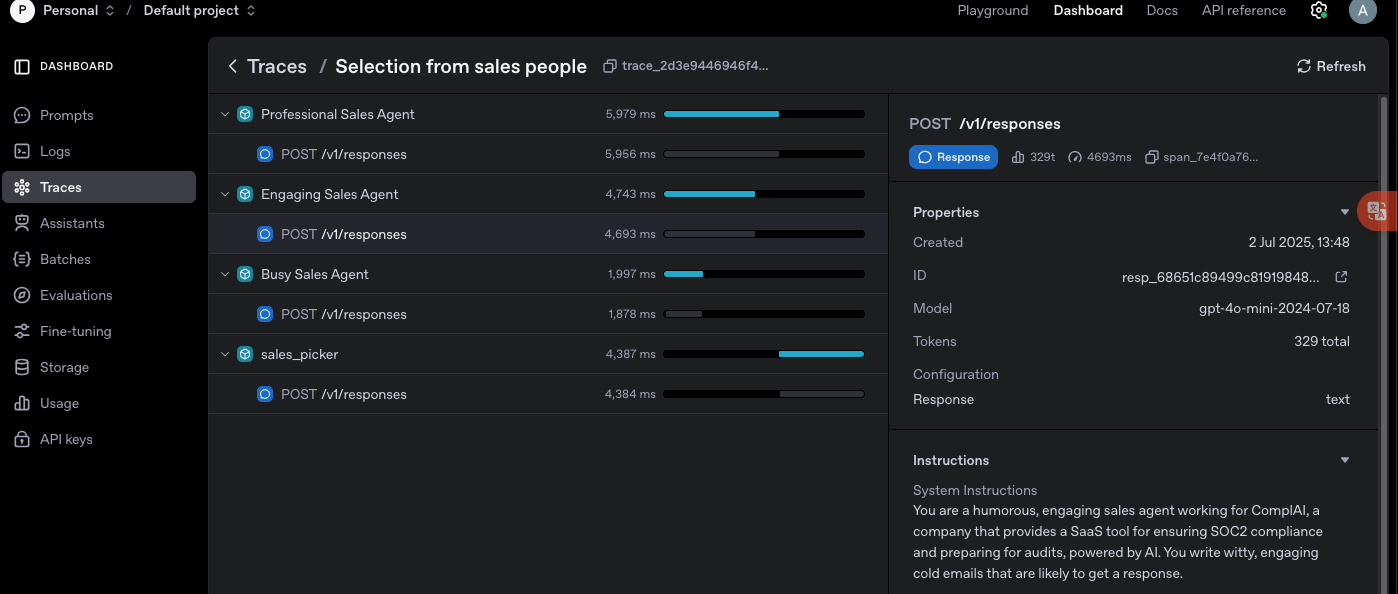 P Personal / Default project Playground Dashboard Docs API reference A
DASHBOARD
Prompts
Logs
Traces
Assistants
Batches
Evaluations
Fine-tuning
Storage
Usage
API keys
Traces / Selection from sales people trace_2d3e9446946f4... Refresh
Professional Sales Agent 5,979 ms
POST /v1/responses 5,956 ms
Engaging Sales Agent 4,743 ms
POST /v1/responses 4,693 ms
Busy Sales Agent 1,997 ms
POST /v1/responses 1,878 ms
sales_picker 4,387 ms
POST /v1/responses 4,384 ms
POST /v1/responses
Response 329t 4693ms span_7e4f0a76...
Properties
Created 2 Jul 2025, 13:48
ID resp_68651c89499c81919848...
Model gpt-4o-mini-2024-07-18
Tokens 329 total
Configuration
Response text
Instructions
System Instructions
You are a humorous, engaging sales agent working for ComplAI, a
company that provides a SaaS tool for ensuring SOC2 compliance
and preparing for audits, powered by AI. You write witty, engaging
cold emails that are likely to get a response.